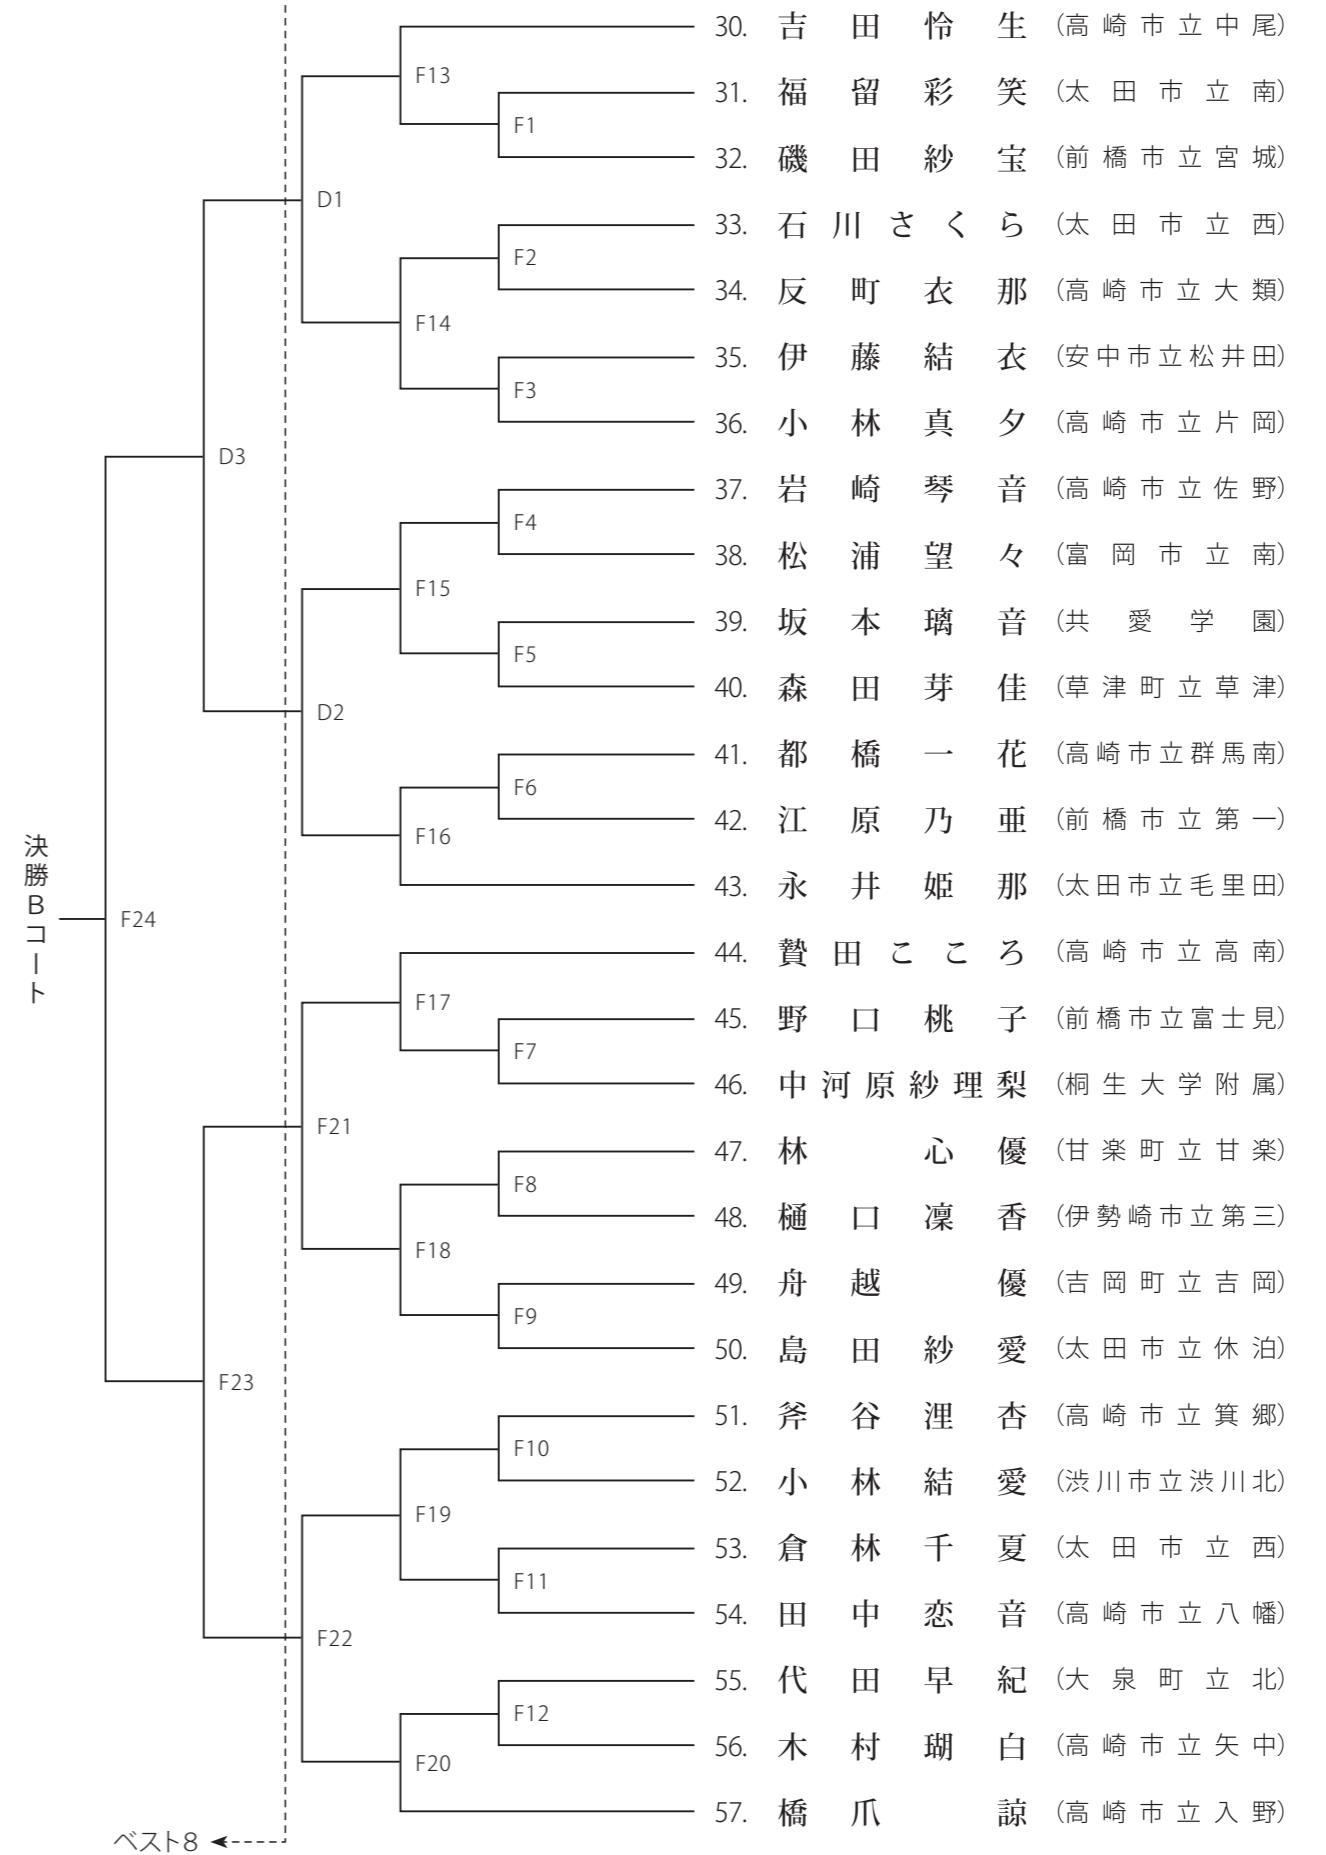 30. 吉田怜生 (高崎市立中尾)
F13
31. 福留彩笑 (太田市立南)
F1
32. 磯田紗宝 (前橋市立宮城)
D1
33. 石川さくら (太田市立西)
F2
34. 反町衣那 (高崎市立大類)
F14
35. 伊藤結衣 (安中市立松井田)
F3
36. 小林真夕 (高崎市立片岡)
D3
37. 岩崎琴音 (高崎市立佐野)
F4
38. 松浦望々 (富岡市立南)
F15
39. 坂本璃音 (共愛学園)
F5
40. 森田芽佳 (草津町立草津)
D2
41. 都橋一花 (高崎市立群馬南)
F6
42. 江原乃亜 (前橋市立第一)
F16
43. 永井姫那 (太田市立毛里田)
決勝Bコート
F24
44. 贄田こころ (高崎市立高南)
F17
45. 野口桃子 (前橋市立富士見)
F7
46. 中河原紗理梨 (桐生大学附属)
F21
47. 林心優 (甘楽町立甘楽)
F8
48. 樋口凜香 (伊勢崎市立第三)
F18
49. 舟越優 (吉岡町立吉岡)
F9
50. 島田紗愛 (太田市立休泊)
F23
51. 斧谷浬杏 (高崎市立箕郷)
F10
52. 小林結愛 (渋川市立渋川北)
F19
53. 倉林千夏 (太田市立西)
F11
54. 田中恋音 (高崎市立八幡)
F22
55. 代田早紀 (大泉町立北)
F12
56. 木村瑚白 (高崎市立矢中)
F20
57. 橋爪諒 (高崎市立入野)
ベスト8